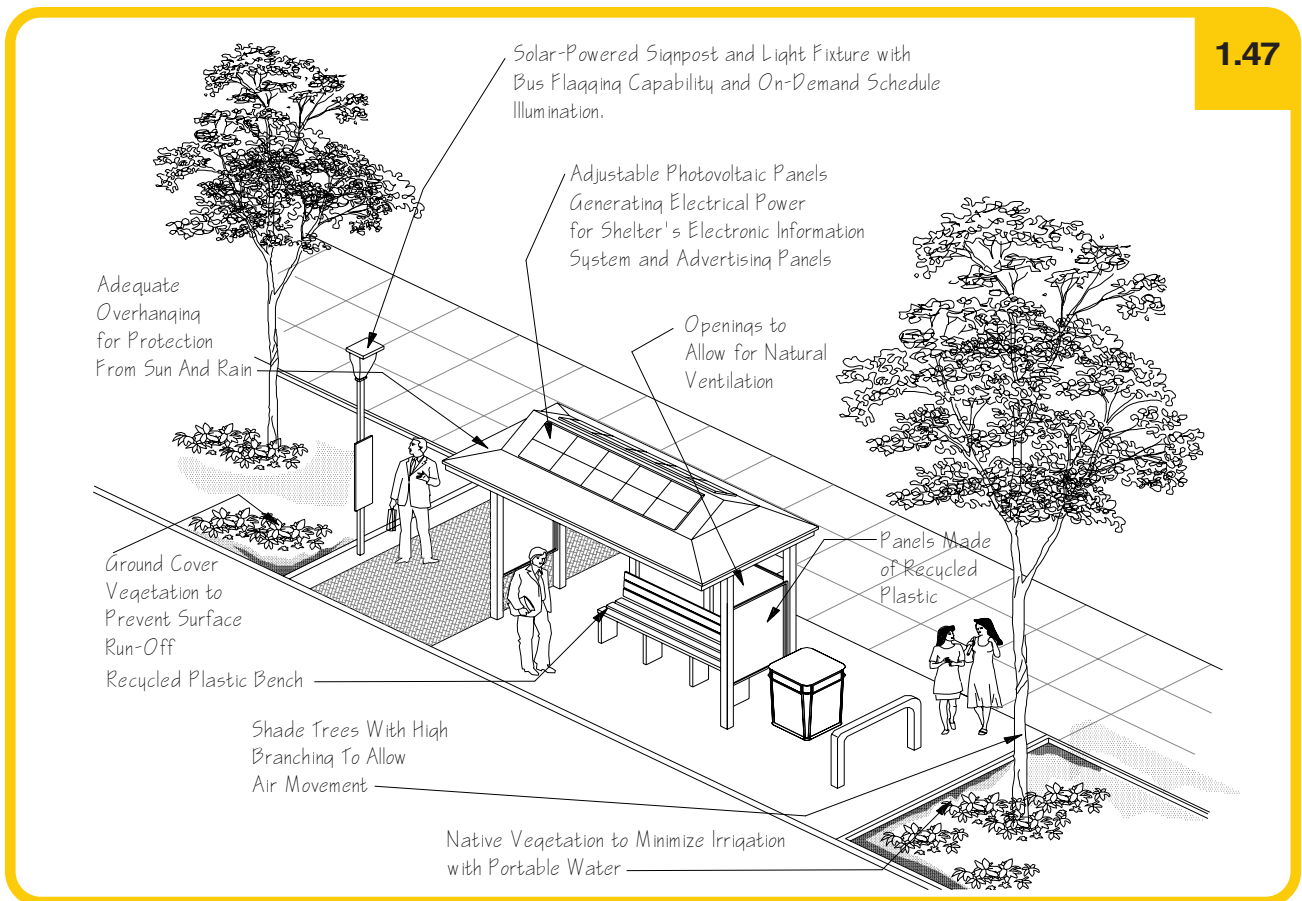 1.47
Solar-Powered Signpost and Light Fixture with
Bus Flagging Capability and On-Demand Schedule
Illumination.
Adjustable Photovoltaic Panels
Generating Electrical Power
for Shelter's Electronic Information
System and Advertising Panels
Adequate
Overhanging
for Protection
From Sun And Rain
Openings to
Allow for Natural
Ventilation
Panels Made
of Recycled
Plastic
Ground Cover
Vegetation to
Prevent Surface
Run-Off
Recycled Plastic Bench
Shade Trees With High
Branching To Allow
Air Movement
Native Vegetation to Minimize Irrigation
with Portable Water